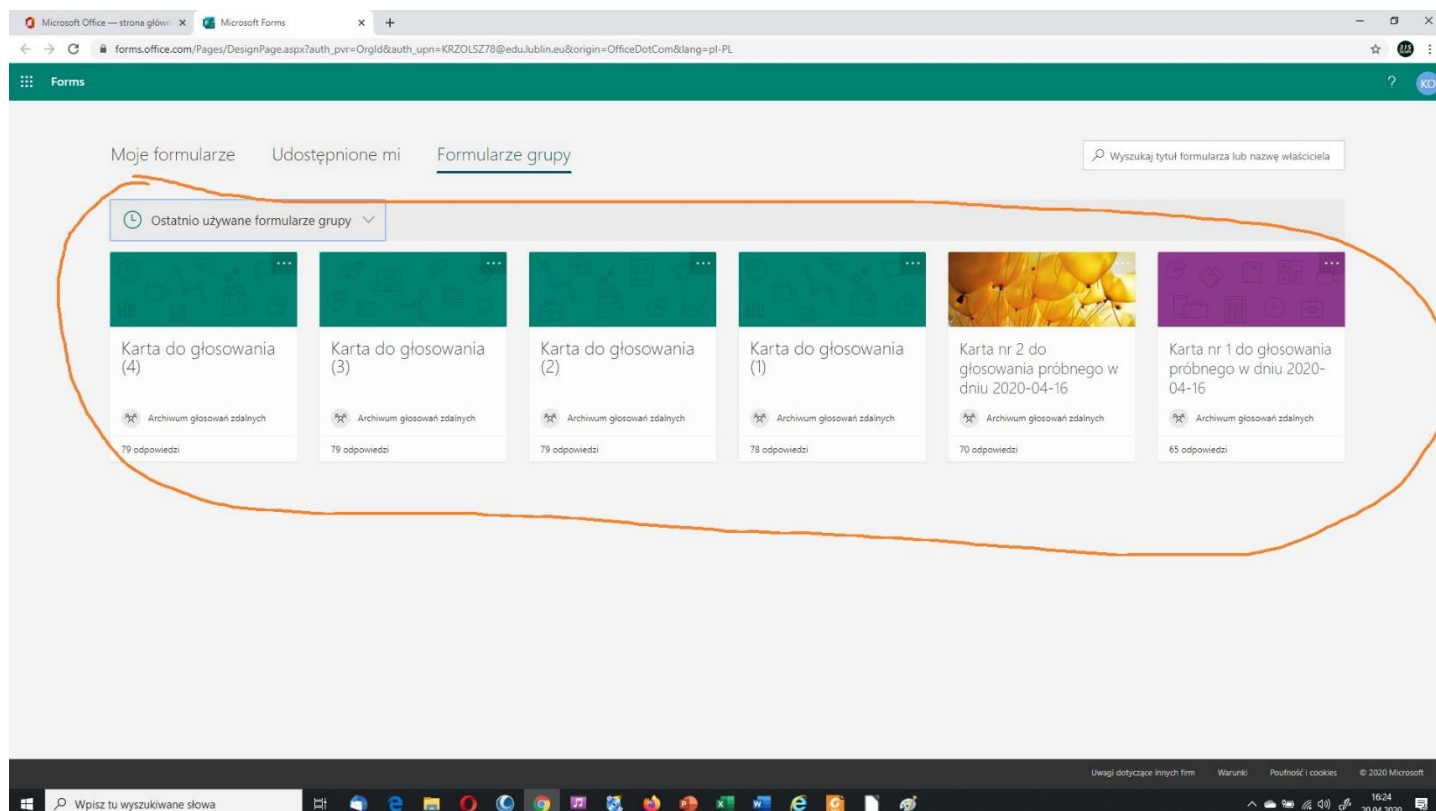 Microsoft Office — strona główn
Microsoft Forms
forms.office.com/Pages/DesignPage.aspx?auth_pvr=OrgId&auth_upn=KRZOLSZ78@edu.lublin.eu&origin=OfficeDotCom&lang=pl-PL
Forms
?
KO
Moje formularze
Udostępnione mi
Formularze grupy
Wyszukaj tytuł formularza lub nazwę właściciela
Ostatnio używane formularze grupy
Karta do głosowania
(4)
Archiwum głosowań zdalnych
79 odpowiedzi
Karta do głosowania
(3)
Archiwum głosowań zdalnych
79 odpowiedzi
Karta do głosowania
(2)
Archiwum głosowań zdalnych
79 odpowiedzi
Karta do głosowania
(1)
Archiwum głosowań zdalnych
78 odpowiedzi
Karta nr 2 do
głosowania próbnego w
dniu 2020-04-16
Archiwum głosowań zdalnych
70 odpowiedzi
Karta nr 1 do głosowania
próbnego w dniu 2020-
04-16
Archiwum głosowań zdalnych
65 odpowiedzi
Uwagi dotyczące innych firm
Warunki
Poufność i cookies
© 2020 Microsoft
Wpisz tu wyszukiwane słowa
16:24
20.04.2020